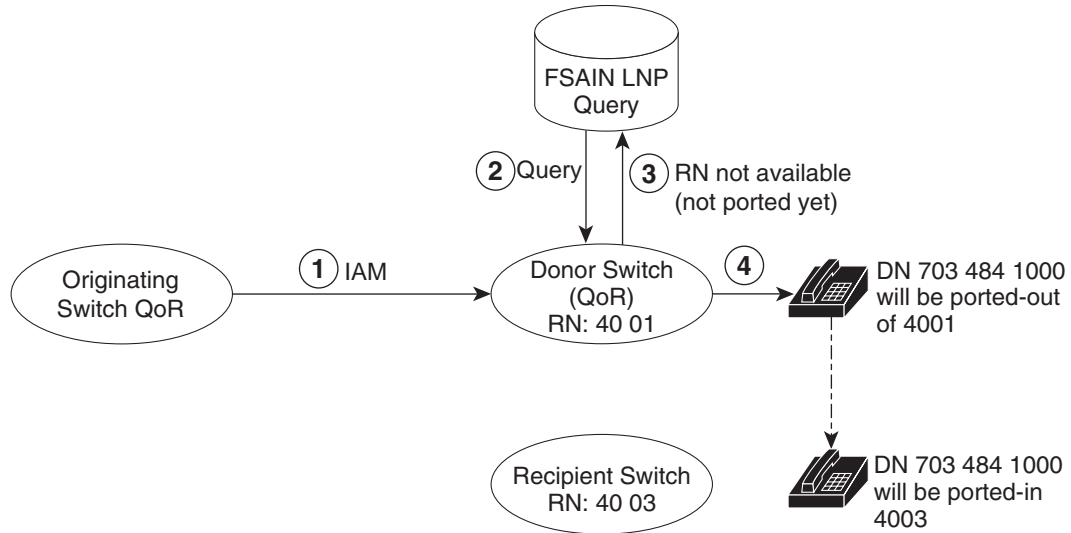 FSAIN LNP
Query
2 Query
3 RN not available
(not ported yet)
Originating
Switch QoR
1 IAM
Donor Switch
(QoR)
RN: 40 01
4
DN 703 484 1000
will be ported-out
of 4001
Recipient Switch
RN: 40 03
DN 703 484 1000
will be ported-in
4003